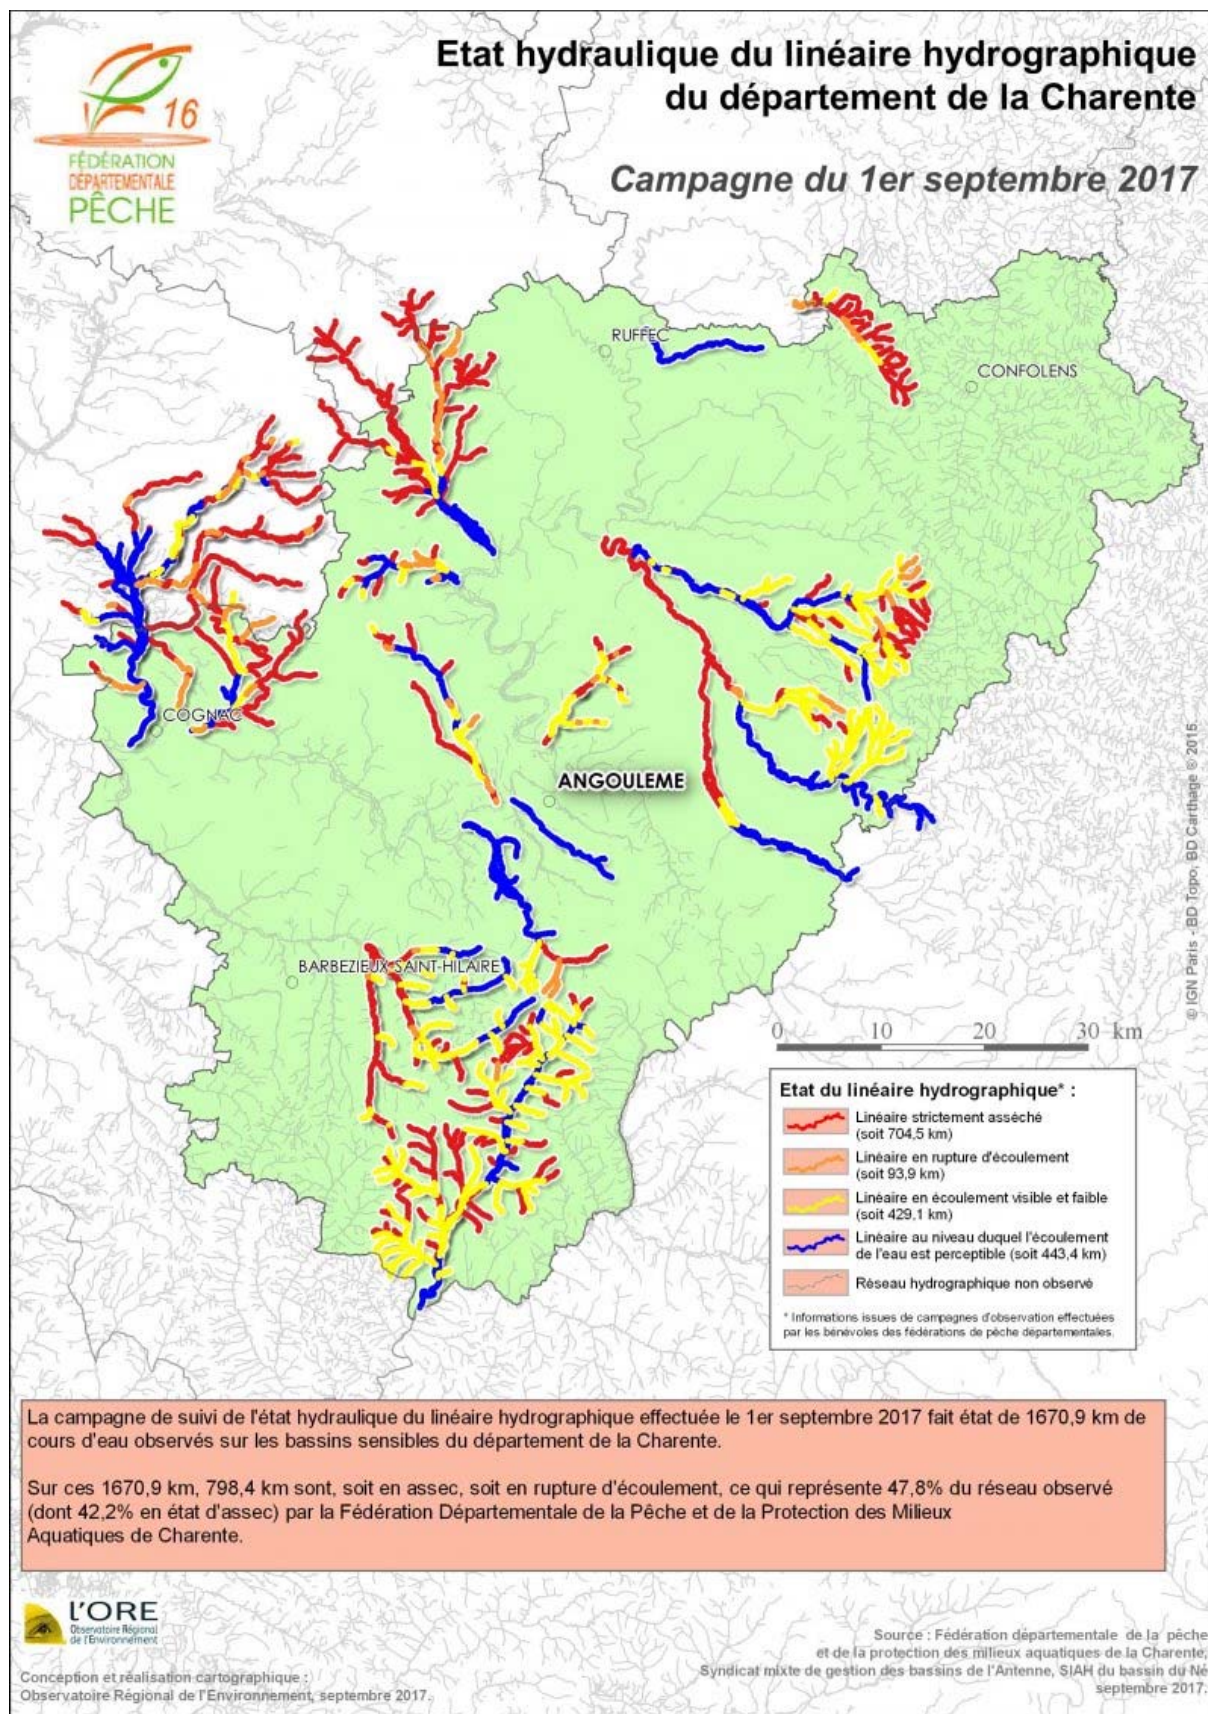 Etat hydraulique du linéaire hydrographique
du département de la Charente
Campagne du 1er septembre 2017
16
FÉDÉRATION
DÉPARTEMENTALE
PÊCHE
RUFFEC
CONFOLENS
COGNAC
ANGOULEME
BARBEZIEUX SAINT-HILAIRE
© IGN Paris - BD Topo, BD Carthage © 2015.
0 10 20 30 km
Etat du linéaire hydrographique* :
Linéaire strictement asséché
(soit 704,5 km)
Linéaire en rupture d'écoulement
(soit 93,9 km)
Linéaire en écoulement visible et faible
(soit 429,1 km)
Linéaire au niveau duquel l'écoulement
de l'eau est perceptible (soit 443,4 km)
Réseau hydrographique non observé
* Informations issues de campagnes d'observation effectuées
par les bénévoles des fédérations de pêche départementales.
La campagne de suivi de l'état hydraulique du linéaire hydrographique effectuée le 1er septembre 2017 fait état de 1670,9 km de
cours d'eau observés sur les bassins sensibles du département de la Charente.
Sur ces 1670,9 km, 798,4 km sont, soit en assec, soit en rupture d'écoulement, ce qui représente 47,8% du réseau observé
(dont 42,2% en état d'assec) par la Fédération Départementale de la Pêche et de la Protection des Milieux
Aquatiques de Charente.
L'ORE
Observatoire Régional
de l'Environnement
Conception et réalisation cartographique :
Observatoire Régional de l'Environnement, septembre 2017.
Source : Fédération départementale de la pêche
et de la protection des milieux aquatiques de la Charente,
Syndicat mixte de gestion des bassins de l'Antenne, SIAH du bassin du Né
septembre 2017.